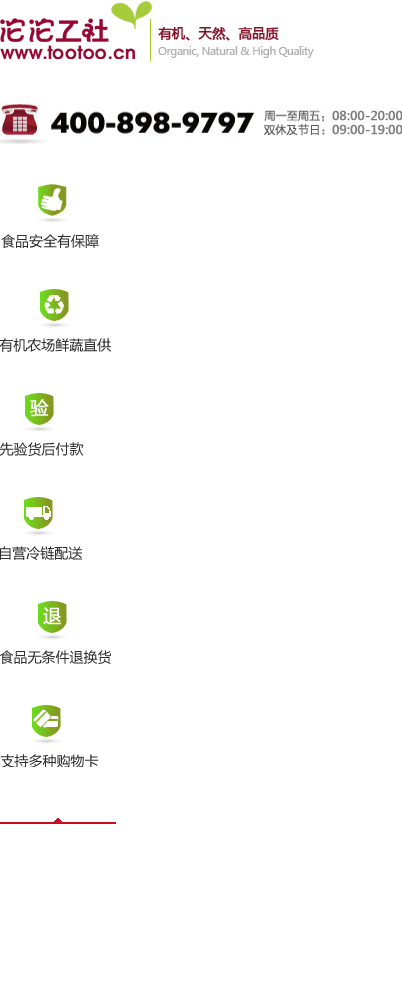 沱沱工社
www.tootoo.cn
有机、天然、高品质
Organic, Natural & High Quality
400-898-9797
周一至周五：08:00-20:00
双休及节日：09:00-19:00
食品安全有保障
有机农场鲜蔬直供
验
先验货后付款
自营冷链配送
退
食品无条件退换货
支持多种购物卡